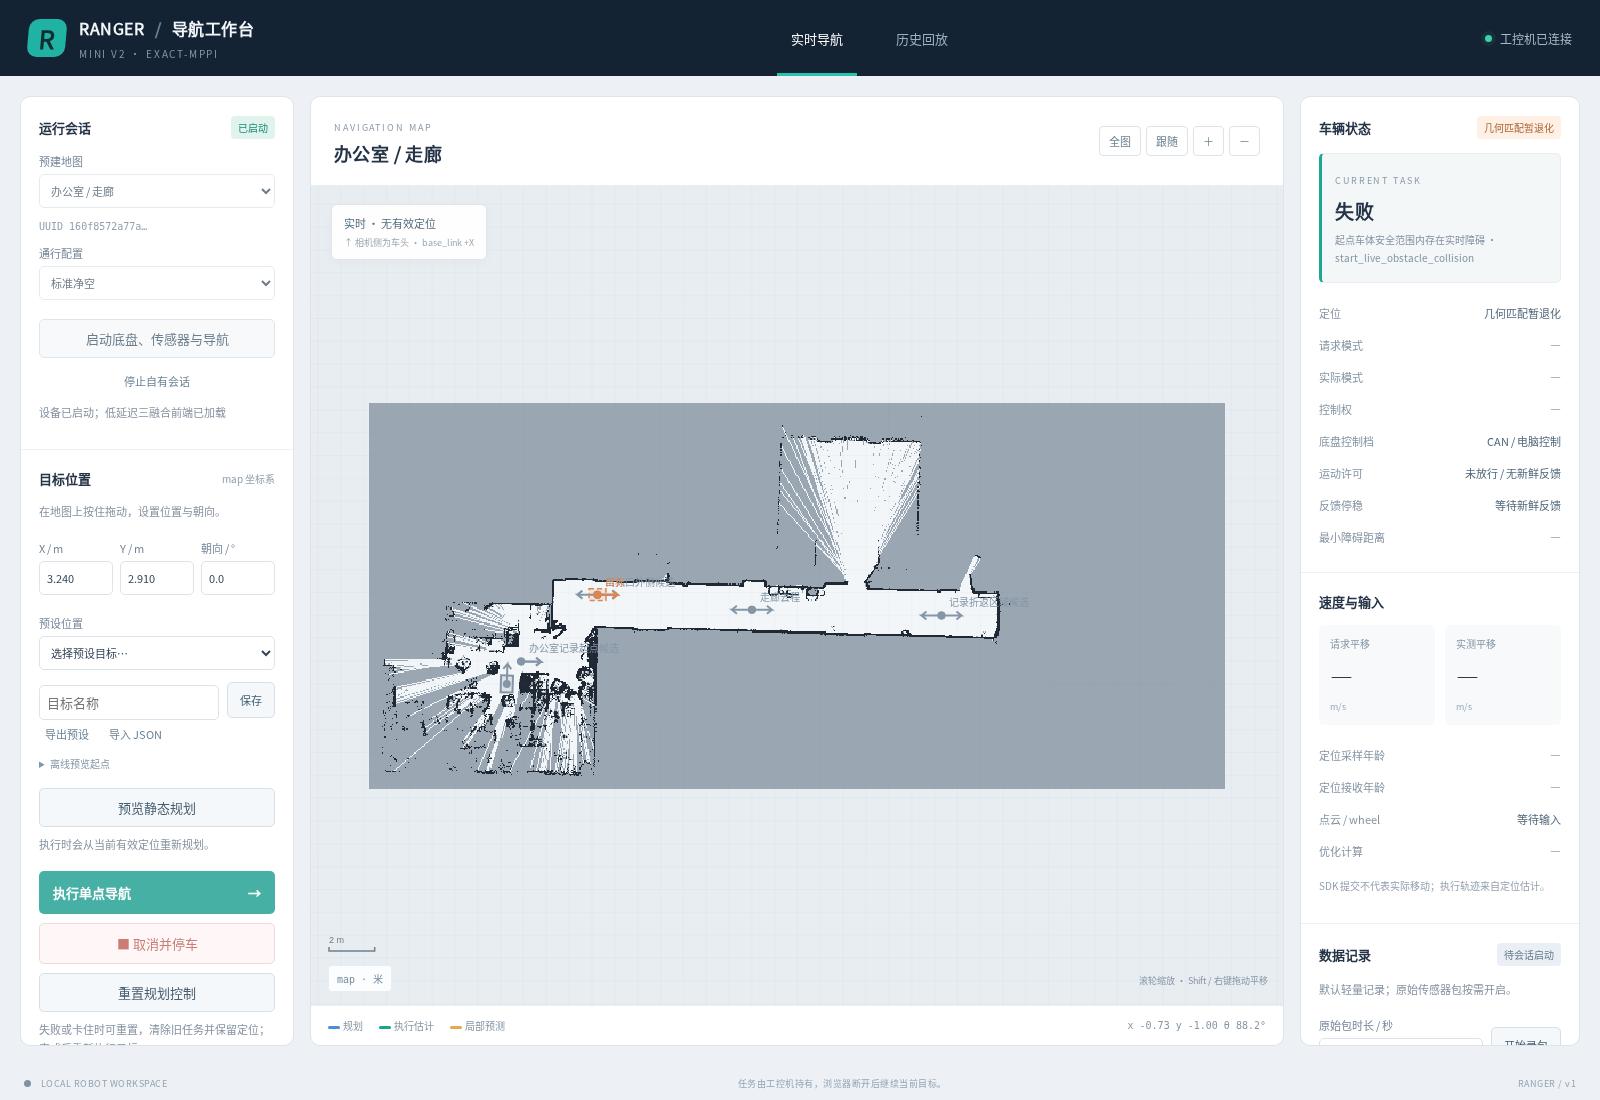 R
RANGER / 导航工作台
MINI V2 · EXACT-MPPI
实时导航
历史回放
工控机已连接
运行会话
已启动
预建地图
办公室 / 走廊
UUID 160f8572a77a…
通行配置
标准净空
启动底盘、传感器与导航
停止自有会话
设备已启动；低延迟三融合前端已加载
目标位置
map 坐标系
在地图上按住拖动，设置位置与朝向。
X / m
Y / m
朝向 / °
3.240
2.910
0.0
预设位置
选择预设目标…
目标名称
保存
导出预设
导入 JSON
离线预览起点
预览静态规划
执行时会从当前有效定位重新规划。
执行单点导航 →
取消并停车
重置规划控制
失败或卡住时可重置，清除旧任务并保留定位；
NAVIGATION MAP
办公室 / 走廊
全图
跟随
+
−
实时 · 无有效定位
↑ 相机侧为车头 · base_link +X
走廊去程
记录折返区候选
办公室记录起点候选
2 m
map · 米
滚轮缩放 · Shift / 右键拖动平移
规划
执行估计
局部预测
x -0.73 y -1.00 θ 88.2°
车辆状态
几何匹配暂退化
CURRENT TASK
失败
起点车体安全范围内存在实时障碍 ·
start_live_obstacle_collision
定位
几何匹配暂退化
请求模式
—
实际模式
—
控制权
—
底盘控制档
CAN / 电脑控制
运动许可
未放行 / 无新鲜反馈
反馈停稳
等待新鲜反馈
最小障碍距离
—
速度与输入
请求平移
—
m/s
实测平移
—
m/s
定位采样年龄
—
定位接收年龄
—
点云 / wheel
等待输入
优化计算
—
SDK 提交不代表实际移动；执行轨迹来自定位估计。
数据记录
待会话启动
默认轻量记录；原始传感器包按需开启。
原始包时长 / 秒
开始录包
LOCAL ROBOT WORKSPACE
任务由工控机持有，浏览器断开后继续当前目标。
RANGER / v1